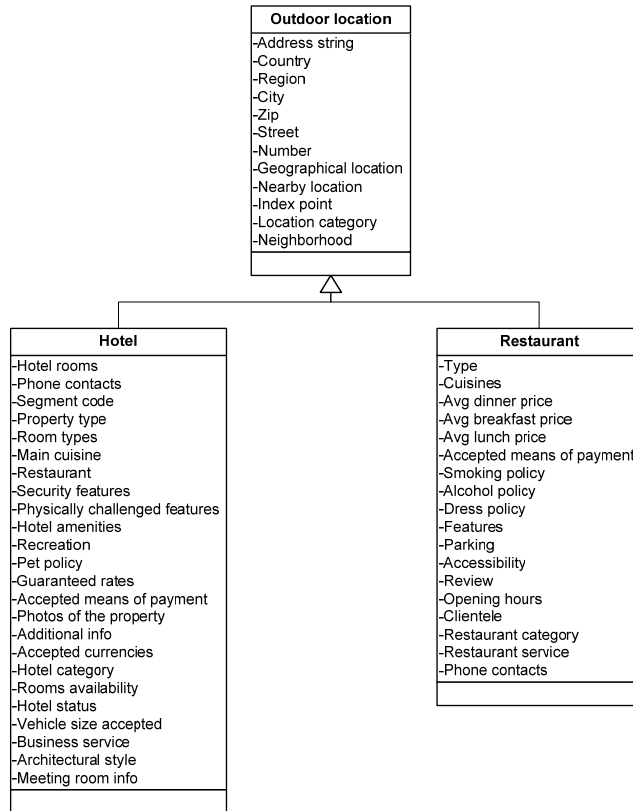 Outdoor location
-Address string
-Country
-Region
-City
-Zip
-Street
-Number
-Geographical location
-Nearby location
-Index point
-Location category
-Neighborhood
Hotel
-Hotel rooms
-Phone contacts
-Segment code
-Property type
-Room types
-Main cuisine
-Restaurant
-Security features
-Physically challenged features
-Hotel amenities
-Recreation
-Pet policy
-Guaranteed rates
-Accepted means of payment
-Photos of the property
-Additional info
-Accepted currencies
-Hotel category
-Rooms availability
-Hotel status
-Vehicle size accepted
-Business service
-Architectural style
-Meeting room info
Restaurant
-Type
-Cuisines
-Avg dinner price
-Avg breakfast price
-Avg lunch price
-Accepted means of payment
-Smoking policy
-Alcohol policy
-Dress policy
-Features
-Parking
-Accessibility
-Review
-Opening hours
-Clientele
-Restaurant category
-Restaurant service
-Phone contacts